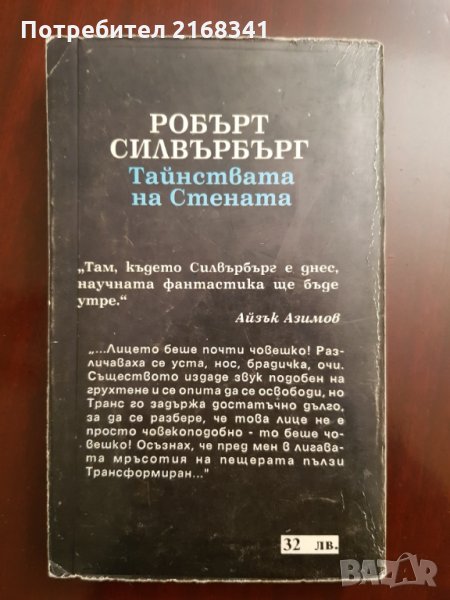 Потребител 2168341
РОБЪРТ
СИЛВЪРБЪРГ
Тайнствата
на Стената
„Там, където Силвърбърг е днес,
научната фантастика ще бъде
утре.“
Айзък Азимов
„...Лицето беше почти човешко! Раз-
личаваха се уста, нос, брадичка, очи.
Съществото издаде звук подобен на
грухтене и се опита да се освободи, но
Транс го задържа достатъчно дълго,
за да се разбере, че това лице не е
просто човекоподобно - то беше чо-
вешко! Осъзнах, че пред мен в лигава-
та мръсотия на пещерата пълзи
Трансформиран..."
32 лв.
BAZAR